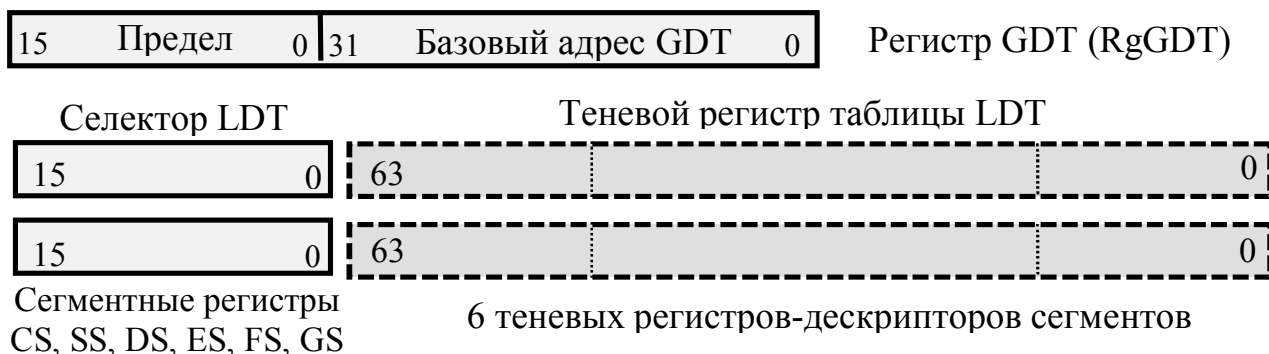 15 Предел 0 31 Базовый адрес GDT 0 Регистр GDT (RgGDT)
Селектор LDT Теневой регистр таблицы LDT
15 0 63 0
15 0 63 0
Сегментные регистры
CS, SS, DS, ES, FS, GS
6 теневых регистров-дескрипторов сегментов